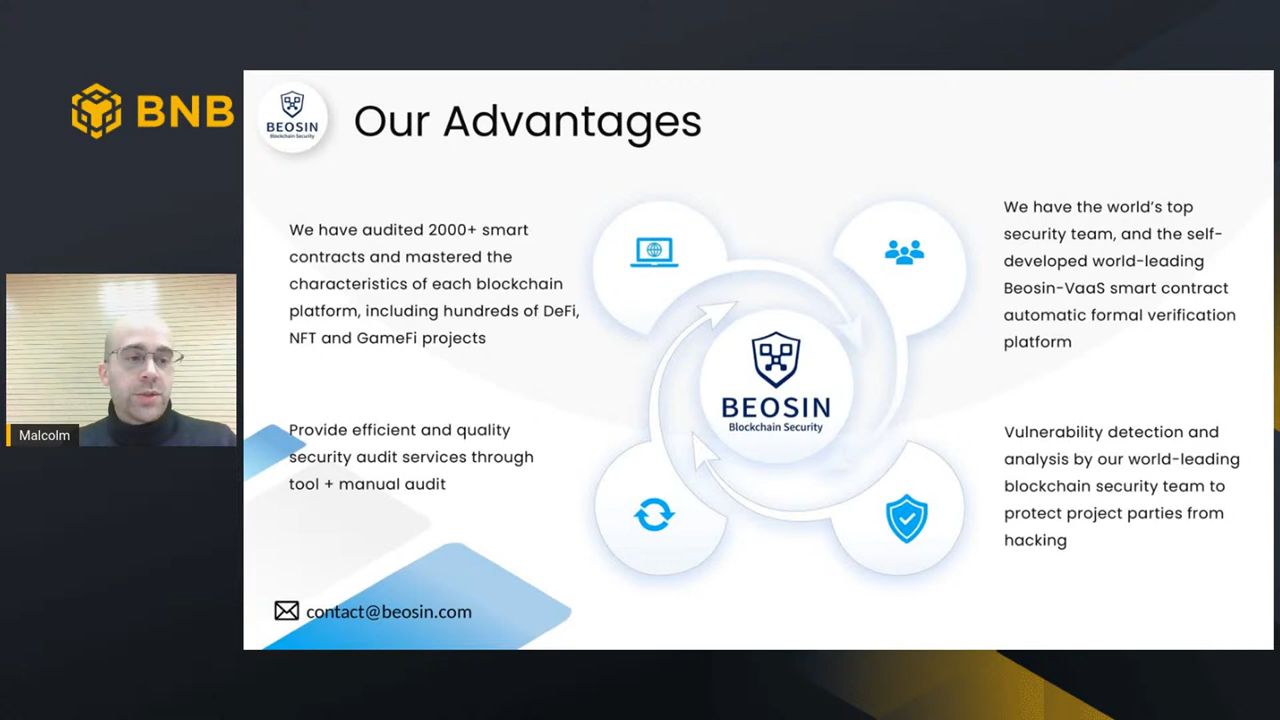 BNB
BEOSIN
Blockchain Security
Our Advantages
We have audited 2000+ smart
contracts and mastered the
characteristics of each blockchain
platform, including hundreds of DeFi,
NFT and GameFi projects
We have the world’s top
security team, and the self-
developed world-leading
Beosin-VaaS smart contract
automatic formal verification
platform
BEOSIN
Blockchain Security
Provide efficient and quality
security audit services through
tool + manual audit
Vulnerability detection and
analysis by our world-leading
blockchain security team to
protect project parties from
hacking
Malcolm
contact@beosin.com